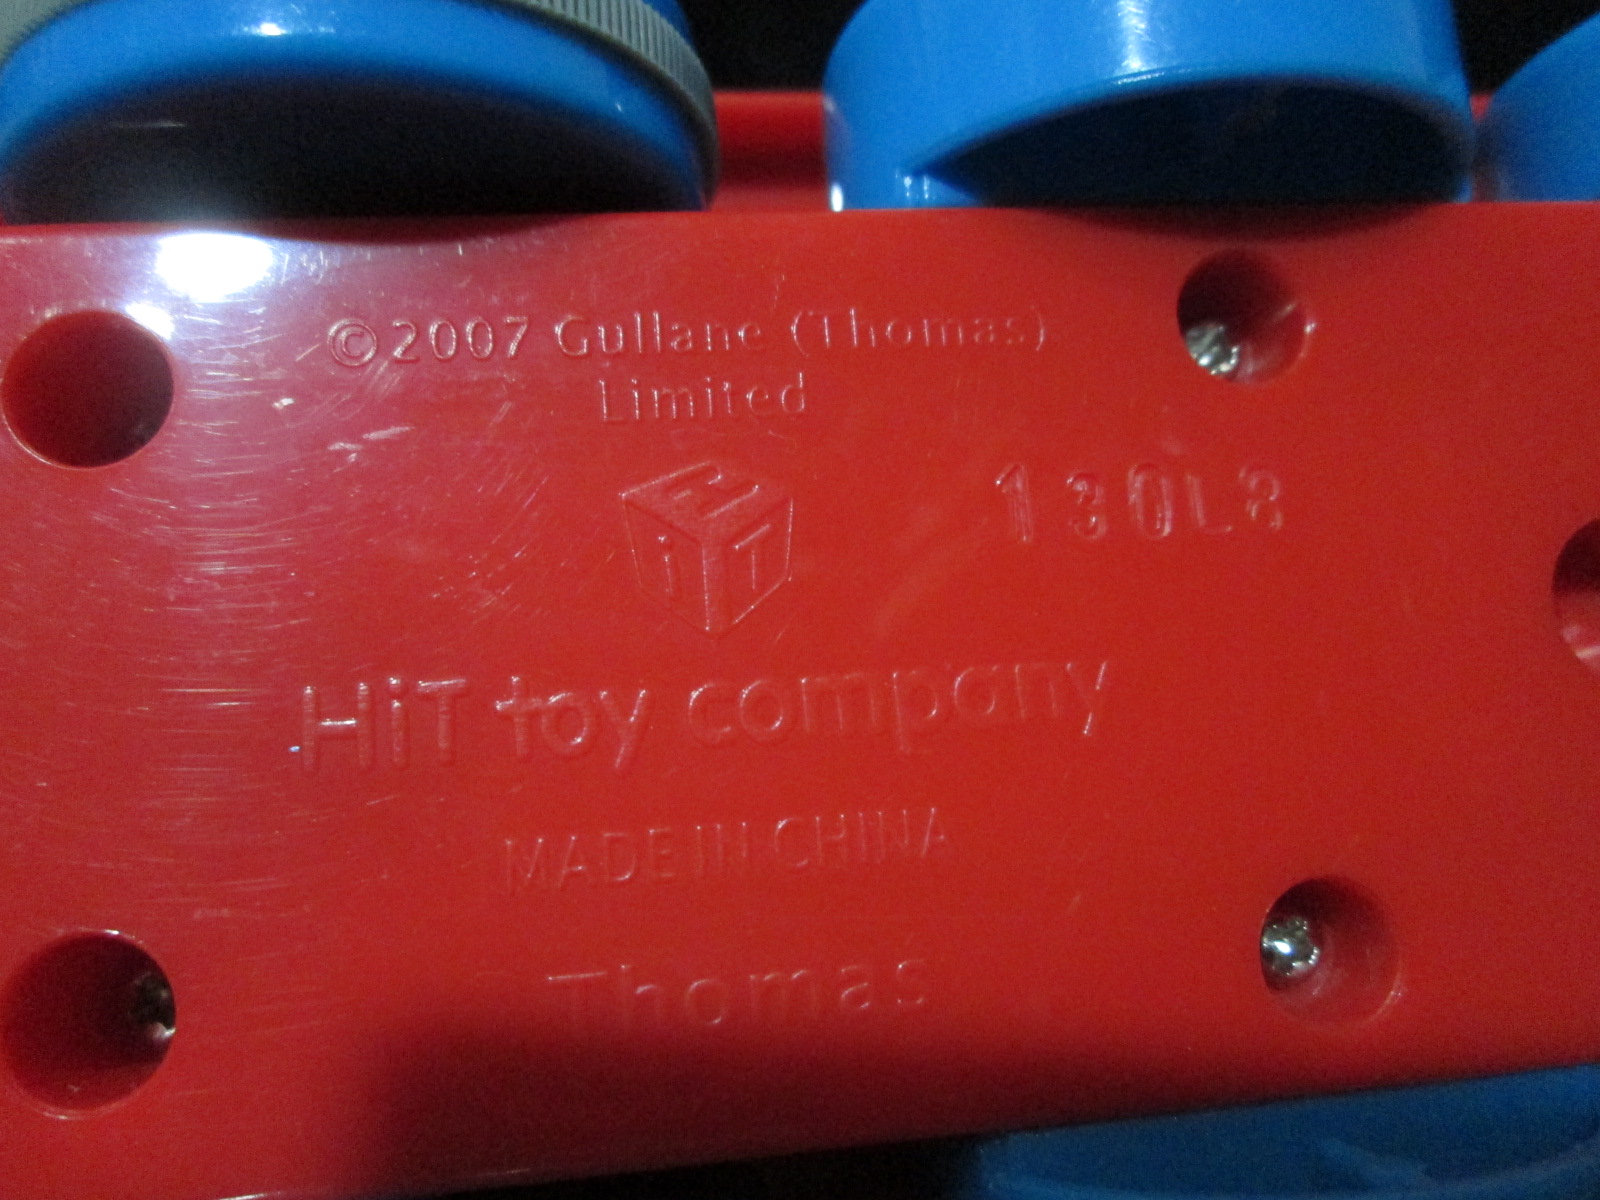 ©2007 Gullane (Thomas)
Limited
130L8
HiT
HiT toy company
MADE IN CHINA
Thomas